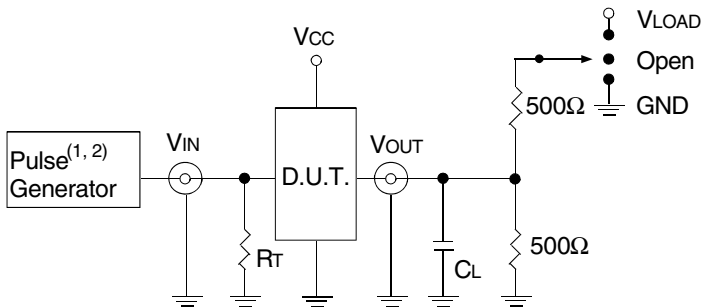 VLOAD
VCC
Open
500Ω
GND
Pulse(1, 2)
Generator
VIN
D.U.T.
VOUT
RT
CL
500Ω